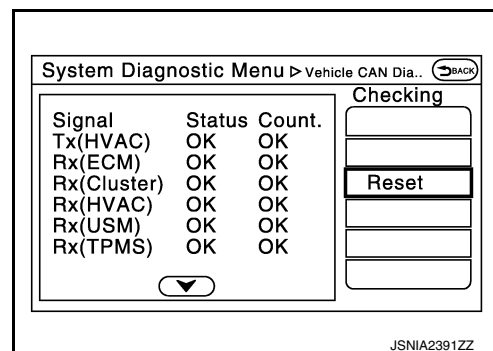 System Diagnostic Menu ▷ Vehicle CAN Dia.. BACK
Checking
Signal Status Count.
Tx(HVAC) OK OK
Rx(ECM) OK OK
Rx(Cluster) OK OK
Rx(HVAC) OK OK
Rx(USM) OK OK
Rx(TPMS) OK OK
Reset
JSNIA2391ZZ